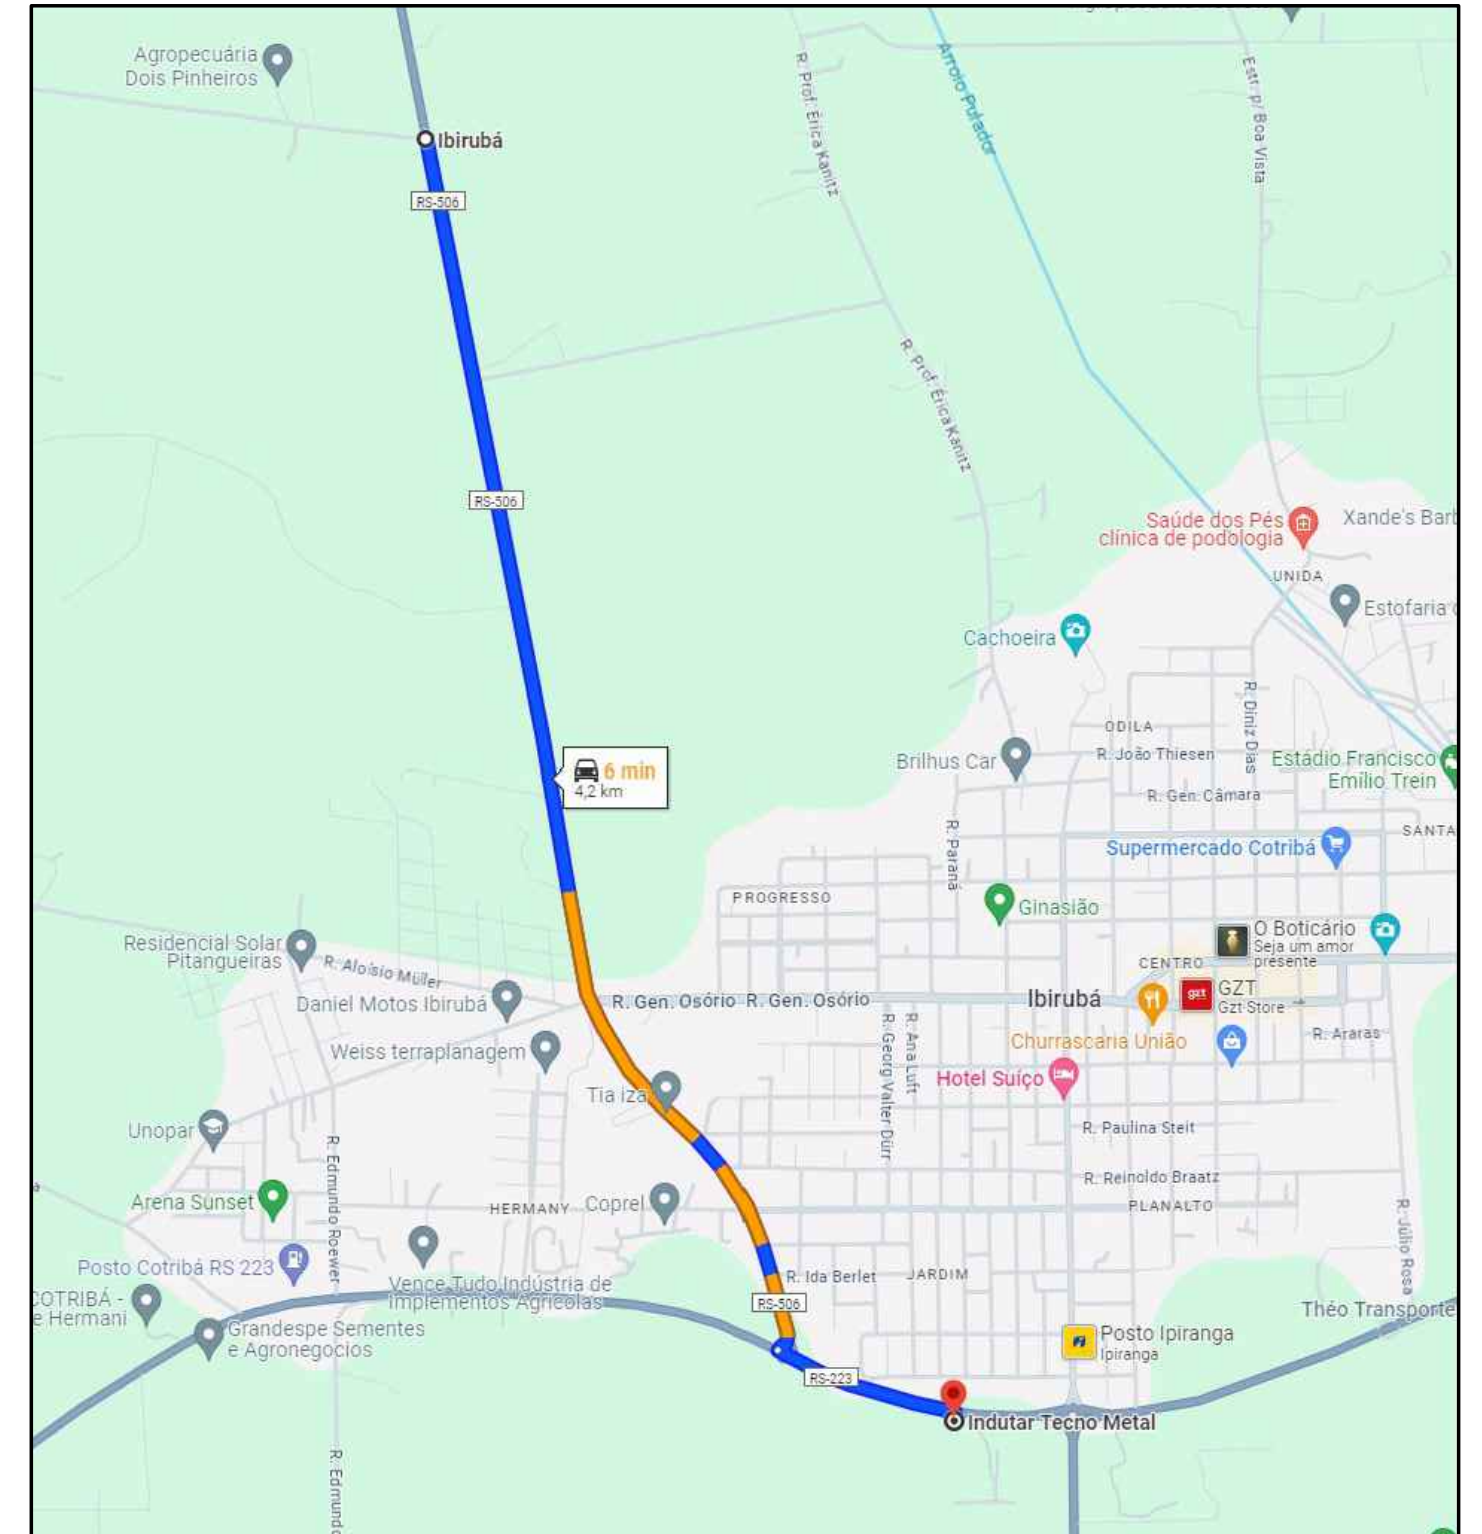 Agropecuária
Dois Pinheiros
R. Prof. Érica Kanitz
Arroio Pulador
Estr. p/ Boa Vista
Ibirubá
RS-506
R. Prof. Érica Kanitz
RS-506
Saúde dos Pés
clínica de podologia
Xande's Bar
UNIDA
Estofaria
Cachoeira
R. Diniz Dias
ODILA
R. João Thiesen
Brilhus Car
Estádio Francisco
Emílio Trein
6 min
4,2 km
R. Gen. Câmara
R. Paraná
SANTA
Supermercado Cotribá
PROGRESSO
Ginasião
O Boticário
Seja um amor
presente
Residencial Solar
Pitangueiras
R. Aloísio Müller
CENTRO
Daniel Motos Ibirubá
R. Gen. Osório
R. Gen. Osório
Ibirubá
gzt
GZT
Gzt Store
R. Georg Valter Dürr
R. Ana Luft
R. Araras
Churrascaria União
Weiss terraplanagem
Hotel Suíço
Tia Iza
Unopar
R. Paulina Steit
R. Edmundo Roewer
R. Reinoldo Braatz
Arena Sunset
HERMANY
Coprel
PLANALTO
R. Júlio Rosa
Posto Cotribá RS 223
R. Ida Berlet
JARDIM
Vence Tudo Indústria de
Implementos Agrícolas
COTRIBÁ -
e Hermani
RS-506
Théo Transporte
Grandespe Sementes
e Agronegocios
Posto Ipiranga
Ipiranga
RS-223
Indutar Tecno Metal
R. Edmundo